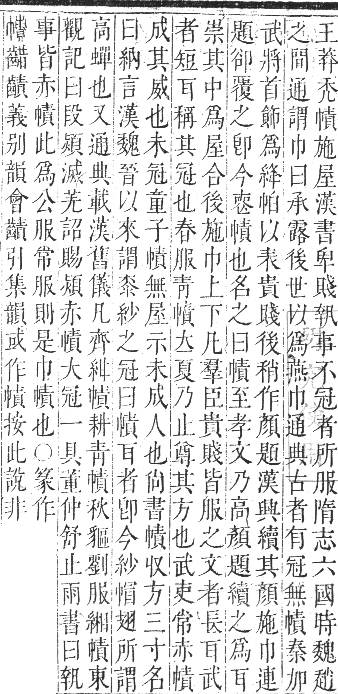 王莽禿幘施屋漢書卑賤執事不冠者所服隋志六國時魏趙
之間通謂巾曰承露後世以爲燕巾通典古者有冠無幘秦加
武將首飾爲絳帕以表貴賤後稍作顏題漢興續其顏施巾連
題卻覆之卽今喪幘也名之曰幘至孝文乃高顏題續之爲耳
崇其中爲屋合後施巾上下凡羣臣貴賤皆服之文者長耳武
者短耳稱其冠也春服靑幘立夏乃止尊其方也武吏常赤幘
成其威也未冠童子幘無屋示未成人也尙書幘収方三寸名
曰納言漢魏晉以來謂桼紗之冠曰幘耳者卽今紗帽翅所謂
高蟬也又通典載漢舊儀凡齊紺幘耕靑幘秋貙劉服緗幘東
觀記曰段熲滅羌詔賜熲赤幘大冠一具董仲舒止雨書曰執
事皆赤幘此爲公服常服則是巾幘也○篆作
幘齰齰義别韻會䶦引集韻或作幘按此說非